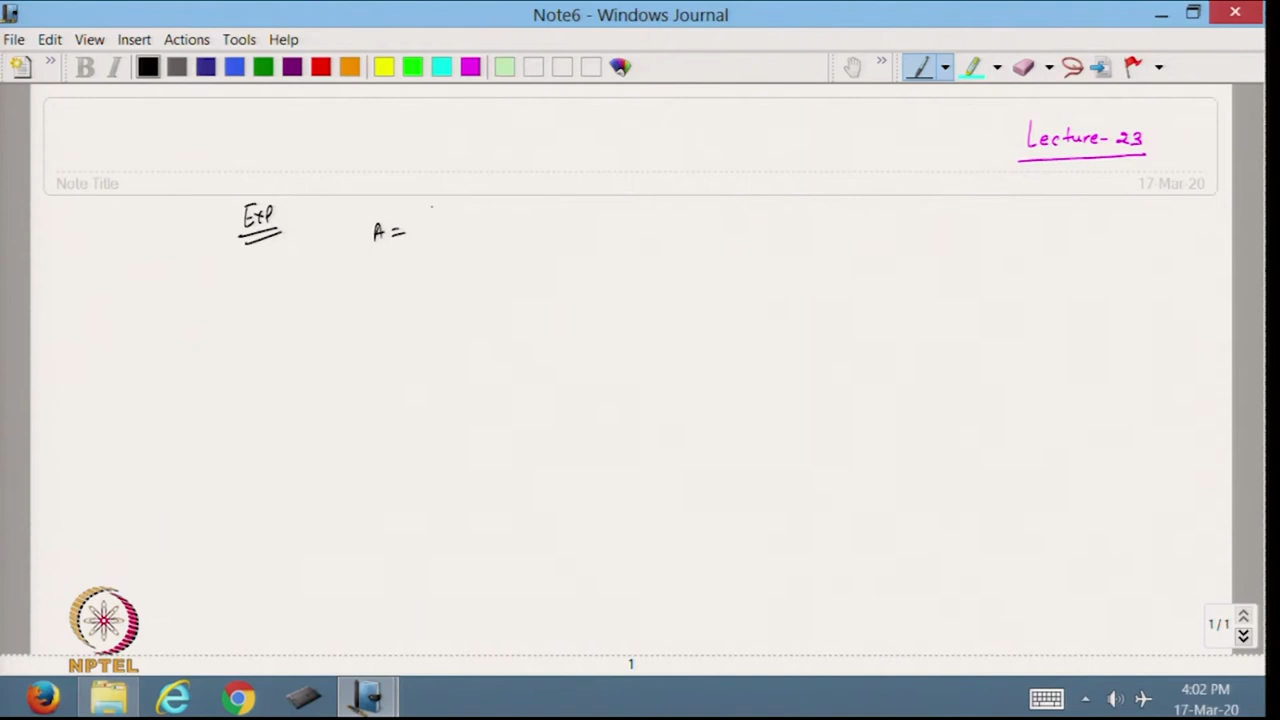 Note6 - Windows Journal
File Edit View Insert Actions Tools Help
B I
Lecture-23
Note Title
17-Mar-20
Exp A =
1/1
NPTEL
1
4:02 PM
17-Mar-20